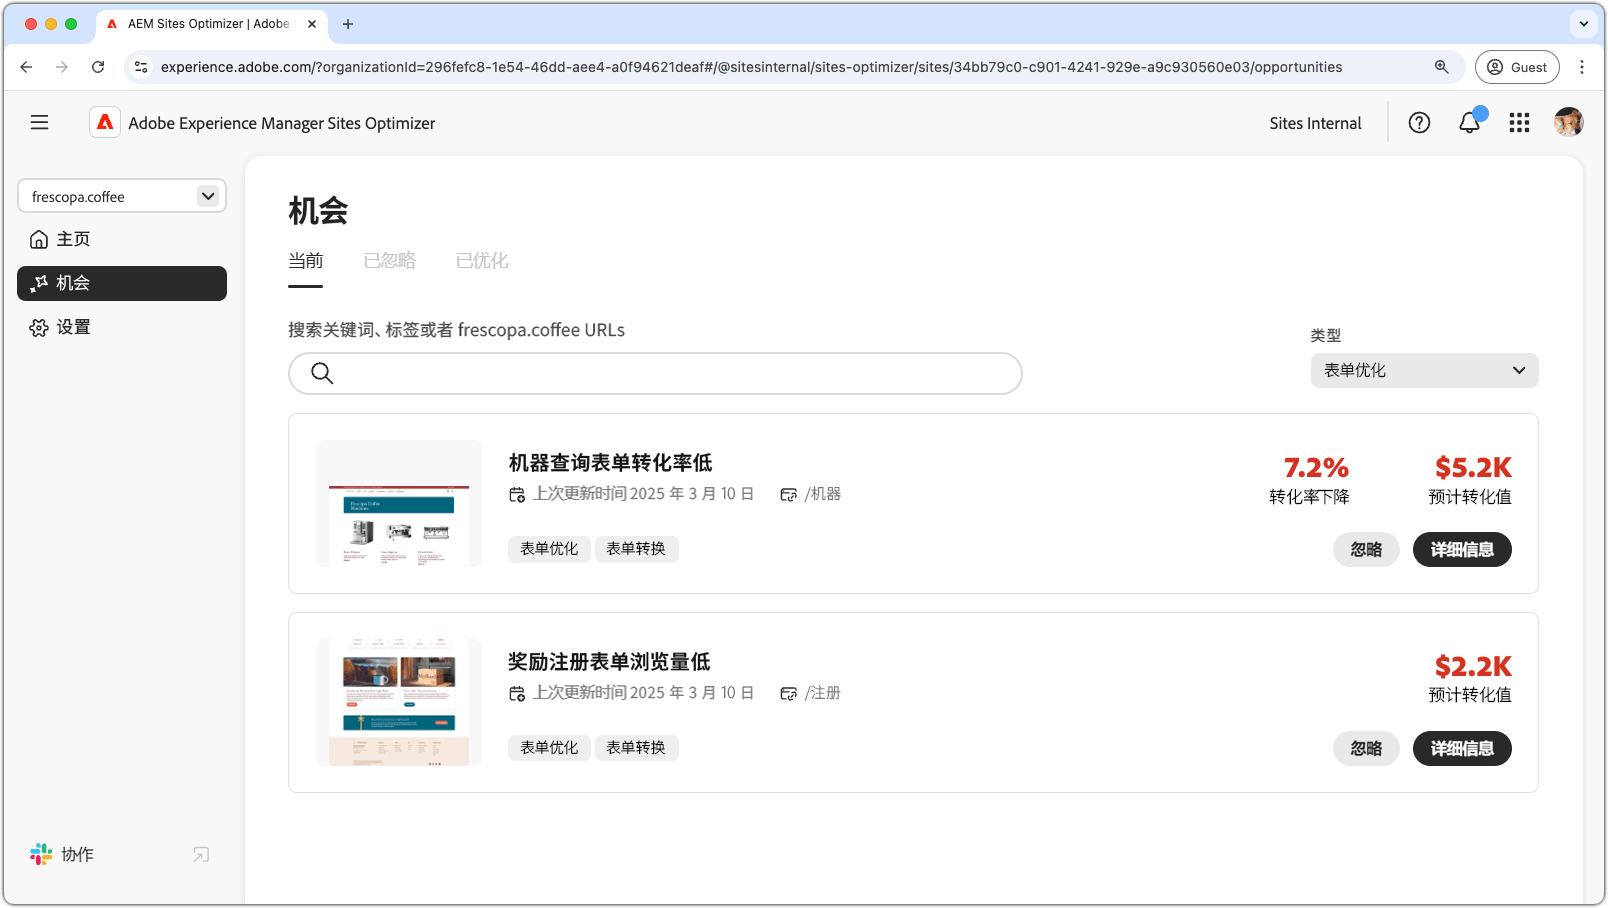 AEM Sites Optimizer | Adobe
experience.adobe.com/?organizationId=296fefc8-1e54-46dd-aee4-a0f94621deaf#/@sitesinternal/sites-optimizer/sites/34bb79c0-c901-4241-929e-a9c930560e03/opportunities
Guest
Adobe Experience Manager Sites Optimizer
Sites Internal
frescopa.coffee
主页
机会
设置
协作
机会
当前 已忽略 已优化
搜索关键词、标签或者 frescopa.coffee URLs
类型
表单优化
机器查询表单转化率低
上次更新时间 2025 年 3 月 10 日 /机器
表单优化 表单转换
7.2% $5.2K
转化率下降 预计转化值
忽略 详细信息
Frescopa Coffee
Machines
奖励注册表单浏览量低
上次更新时间 2025 年 3 月 10 日 /注册
表单优化 表单转换
$2.2K
预计转化值
忽略 详细信息